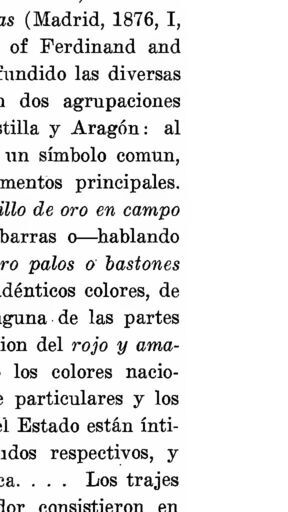 as (Madrid, 1876, I,
of Ferdinand and
fundido las diversas
dos agrupaciones
stilla y Aragón: al
un símbolo comun,
mentos principales.
illo de oro en campo
barras o—hablando
ro palos o bastones
dénticos colores, de
guna de las partes
ion del rojo y ama-
los colores nacio-
particulares y los
el Estado están ínti-
idos respectivos, y
ca. . . . Los trajes
dor consistieron en